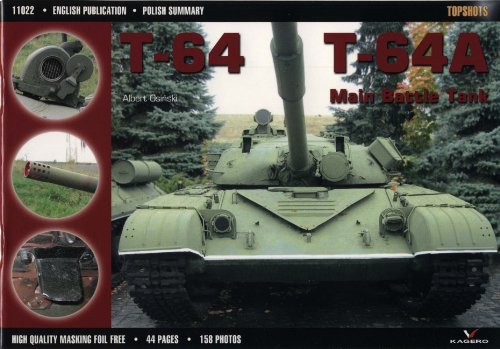 11022 • ENGLISH PUBLICATION • POLISH SUMMARY
TOPSHOTS
T-64 T-64A
Albert Osiński
Main Battle Tank
HIGH QUALITY MASKING FOIL FREE • 44 PAGES • 158 PHOTOS
KAGERO